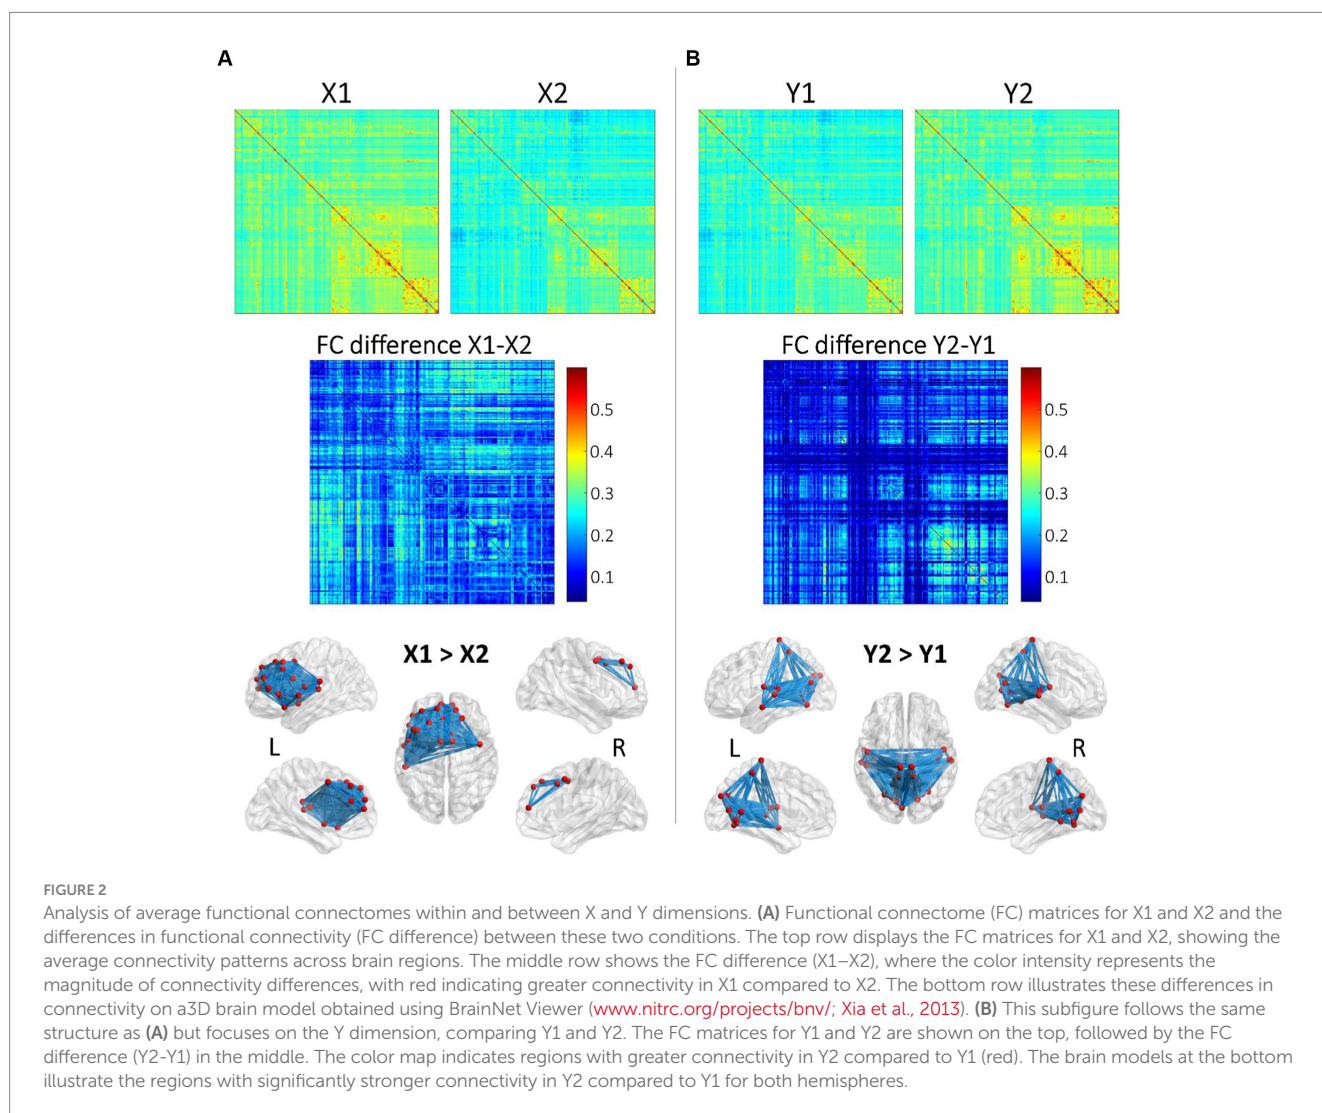 A
X1
X2
FC difference X1-X2
0.5
0.4
0.3
0.2
0.1
X1 > X2
L
R
B
Y1
Y2
FC difference Y2-Y1
0.5
0.4
0.3
0.2
0.1
Y2 > Y1
L
R
FIGURE 2
Analysis of average functional connectomes within and between X and Y dimensions. (A) Functional connectome (FC) matrices for X1 and X2 and the
differences in functional connectivity (FC difference) between these two conditions. The top row displays the FC matrices for X1 and X2, showing the
average connectivity patterns across brain regions. The middle row shows the FC difference (X1–X2), where the color intensity represents the
magnitude of connectivity differences, with red indicating greater connectivity in X1 compared to X2. The bottom row illustrates these differences in
connectivity on a3D brain model obtained using BrainNet Viewer (www.nitrc.org/projects/bnv/; Xia et al., 2013). (B) This subfigure follows the same
structure as (A) but focuses on the Y dimension, comparing Y1 and Y2. The FC matrices for Y1 and Y2 are shown on the top, followed by the FC
difference (Y2-Y1) in the middle. The color map indicates regions with greater connectivity in Y2 compared to Y1 (red). The brain models at the bottom
illustrate the regions with significantly stronger connectivity in Y2 compared to Y1 for both hemispheres.